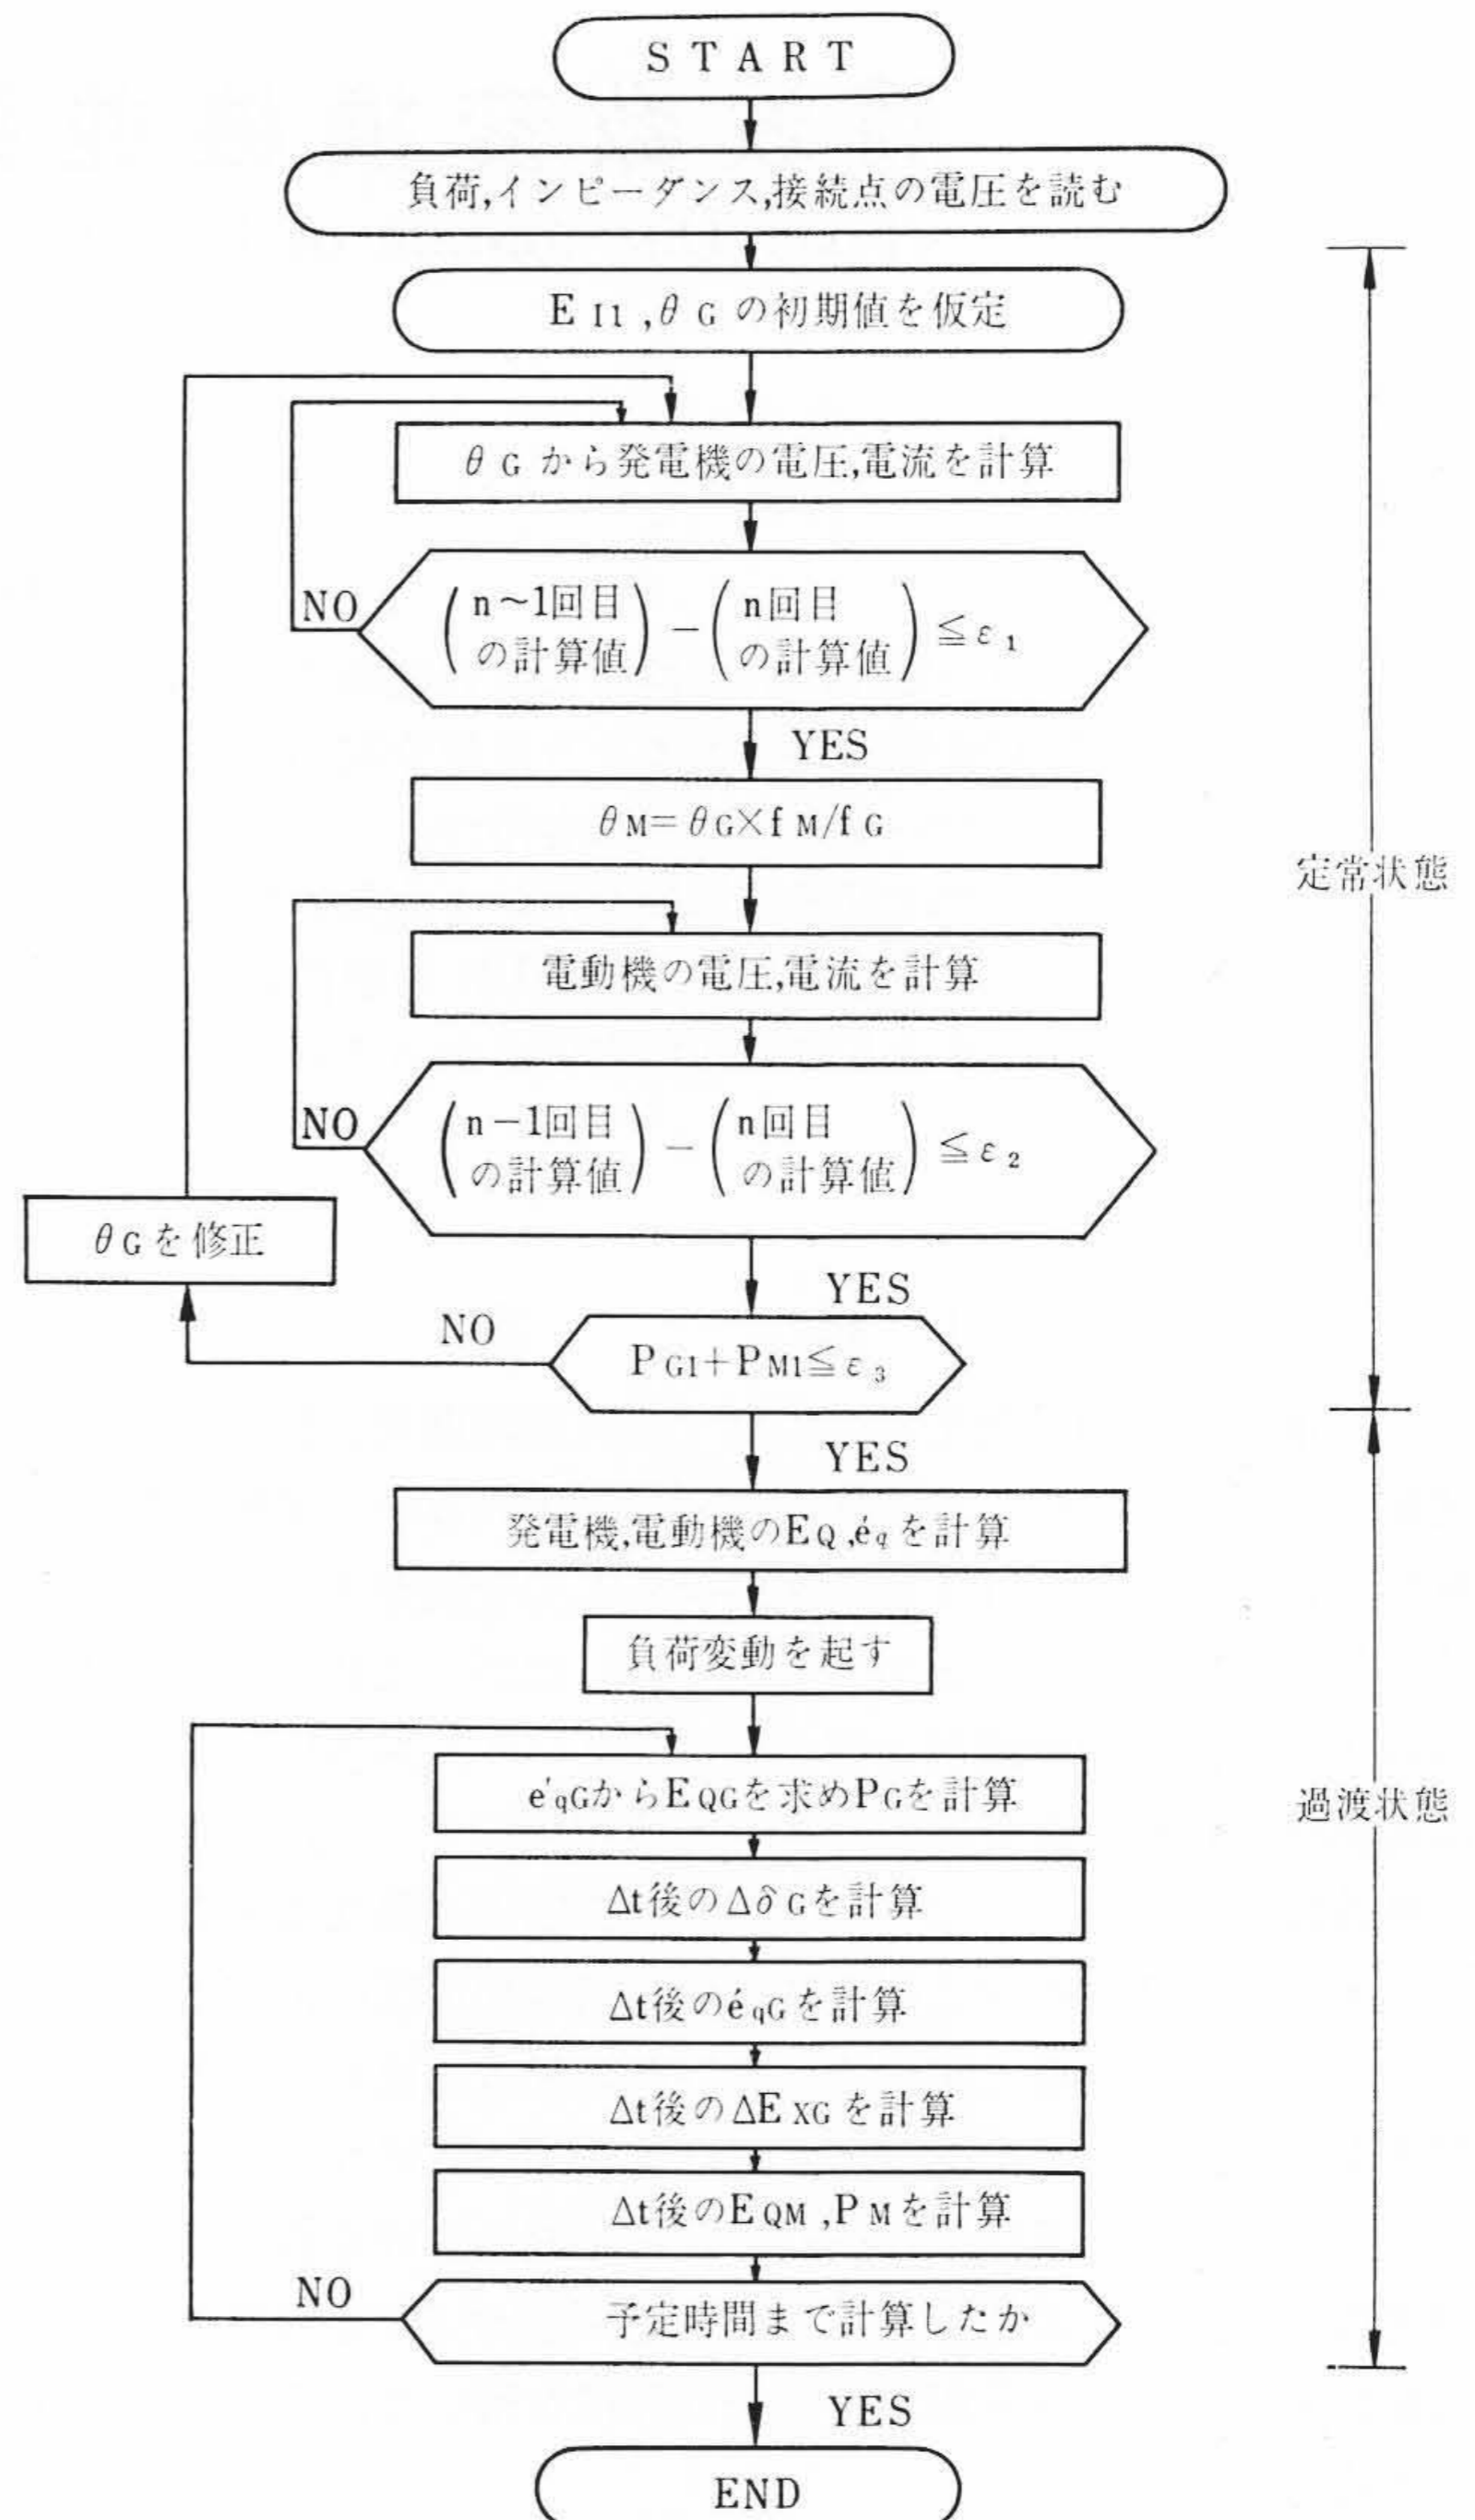 START
負荷,インピーダンス,接続点の電圧を読む
E I1 ,θ G の初期値を仮定
θ G から発電機の電圧,電流を計算
n~1回目 n回目
の計算値 − の計算値 ≦ε 1
NO
YES
θ M=θ G×f M/f G
定常状態
電動機の電圧,電流を計算
n−1回目 n回目
の計算値 − の計算値 ≦ε 2
NO
θ G を修正
YES
NO
P G1+P M1≦ε 3
YES
発電機,電動機のE Q ,é q を計算
負荷変動を起す
e' qGからE QGを求めP Gを計算
過渡状態
Δt後のΔδ Gを計算
Δt後のé qGを計算
Δt後のΔE XG を計算
Δt後のE QM ,P Mを計算
NO
予定時間まで計算したか
YES
END